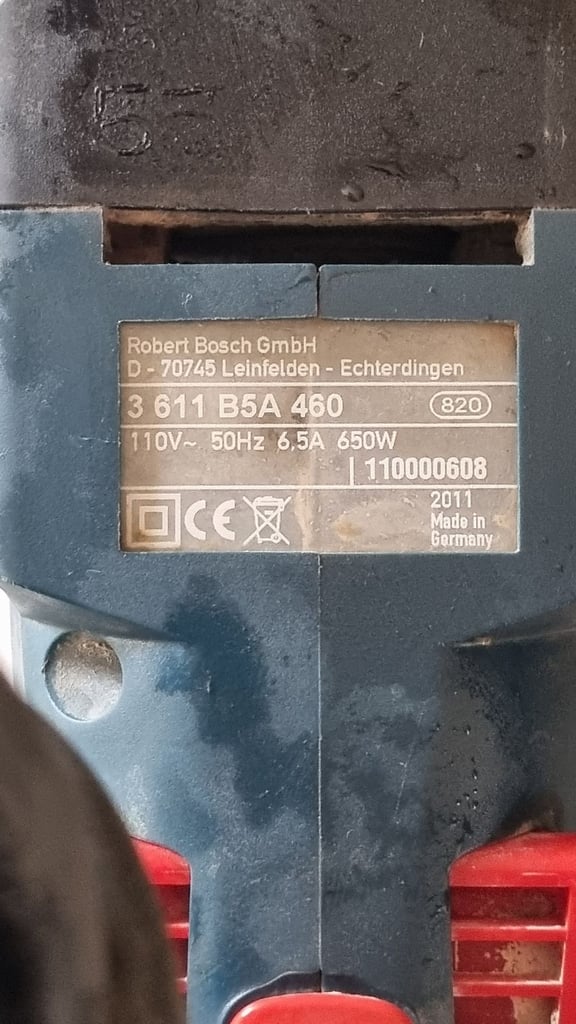 Robert Bosch GmbH
D - 70745 Leinfelden - Echterdingen
3 611 B5A 460 820
110V~ 50Hz 6,5A 650W
110000608
CE 2011
Made in
Germany